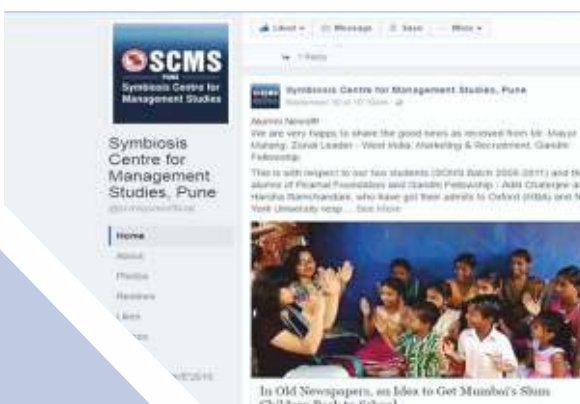 Liked Message Save More
1 Reply
SCMS
PUNE
Symbiosis Centre for
Management Studies
Symbiosis Centre for Management Studies, Pune
Alumni News!!!
We are very happy to share the good news as received from Mr. Mayur
Zonal Leader - West India, Marketing & Recruitment, Gandhi
Fellowship.
This is with respect to our two students (SCMS Batch 2008-2011) and the
alumni of Piramal Foundation and Gandhi Fellowship - Aditi Chatterjee a
Harsha Ramchandani, who have got their admits to Oxford (MBA) and N
York University resp... See More
Symbiosis
Centre for
Management
Studies, Pune
Home
About
Photos
Reviews
Likes
In Old Newspapers, an Idea to Get Mumbai's Slum
Children Back to School